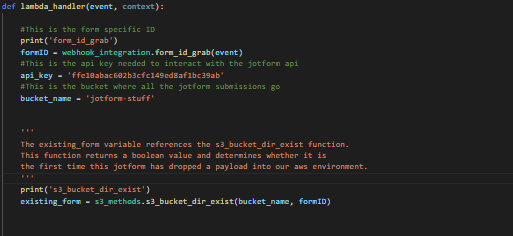 def lambda_handler(event, context):
#This is the form specific ID
print('form_id_grab')
formID = webhook_integration.form_id_grab(event)
#This is the api key needed to interact with the jotform api
api_key = 'ffe10abac602b3cfc149ed8af1bc39ab'
#This is the bucket where all the jotform submissions go
bucket_name = 'jotform-stuff'
'''
The existing_form variable references the s3_bucket_dir_exist function.
This function returns a boolean value and determines whether it is
the first time this jotform has dropped a payload into our aws environment.
'''
print('s3_bucket_dir_exist')
existing_form = s3_methods.s3_bucket_dir_exist(bucket_name, formID)